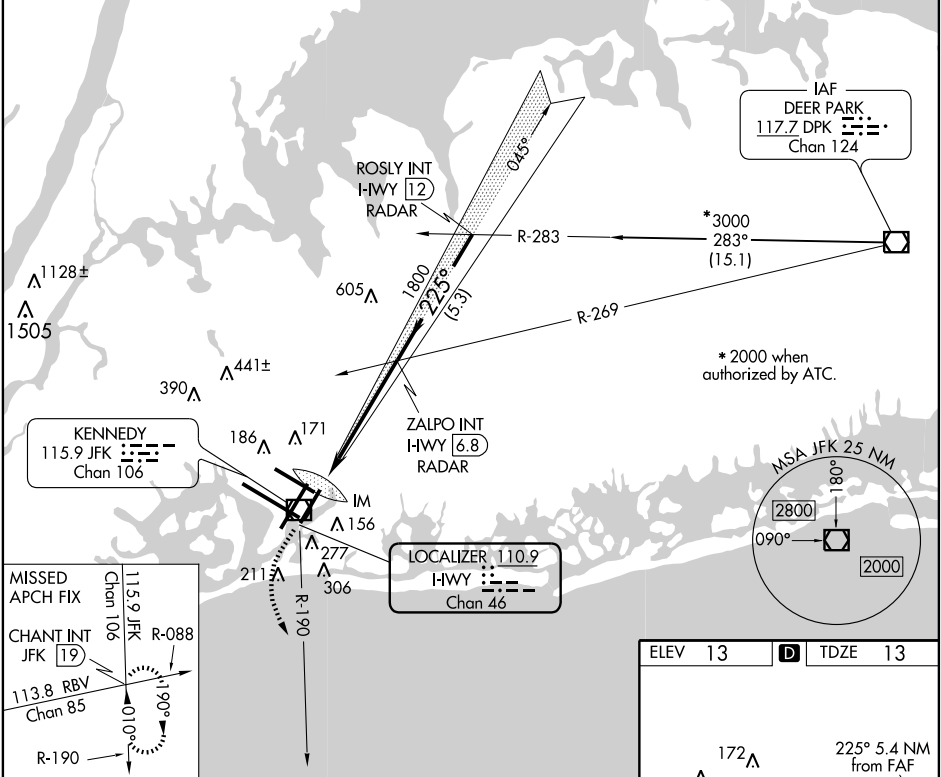 IAF
DEER PARK
117.7 DPK
Chan 124
ROSLY INT
I-IWY 12
RADAR
045°
*3000
283°
(15.1)
R-283
1128±
1505
605
1800
225°
(5.3)
R-269
* 2000 when
authorized by ATC.
441±
390
ZALPO INT
I-IWY 6.8
RADAR
KENNEDY
115.9 JFK
Chan 106
186
171
IM
156
277
211
306
MSA JFK 25 NM
180°
2800
090°
2000
LOCALIZER 110.9
I-IWY
Chan 46
R-190
MISSED
APCH FIX
115.9 JFK
Chan 106
CHANT INT
JFK 19
R-088
113.8 RBV
Chan 85
010°
190°
R-190
ELEV 13 D TDZE 13
172
225° 5.4 NM
from FAF